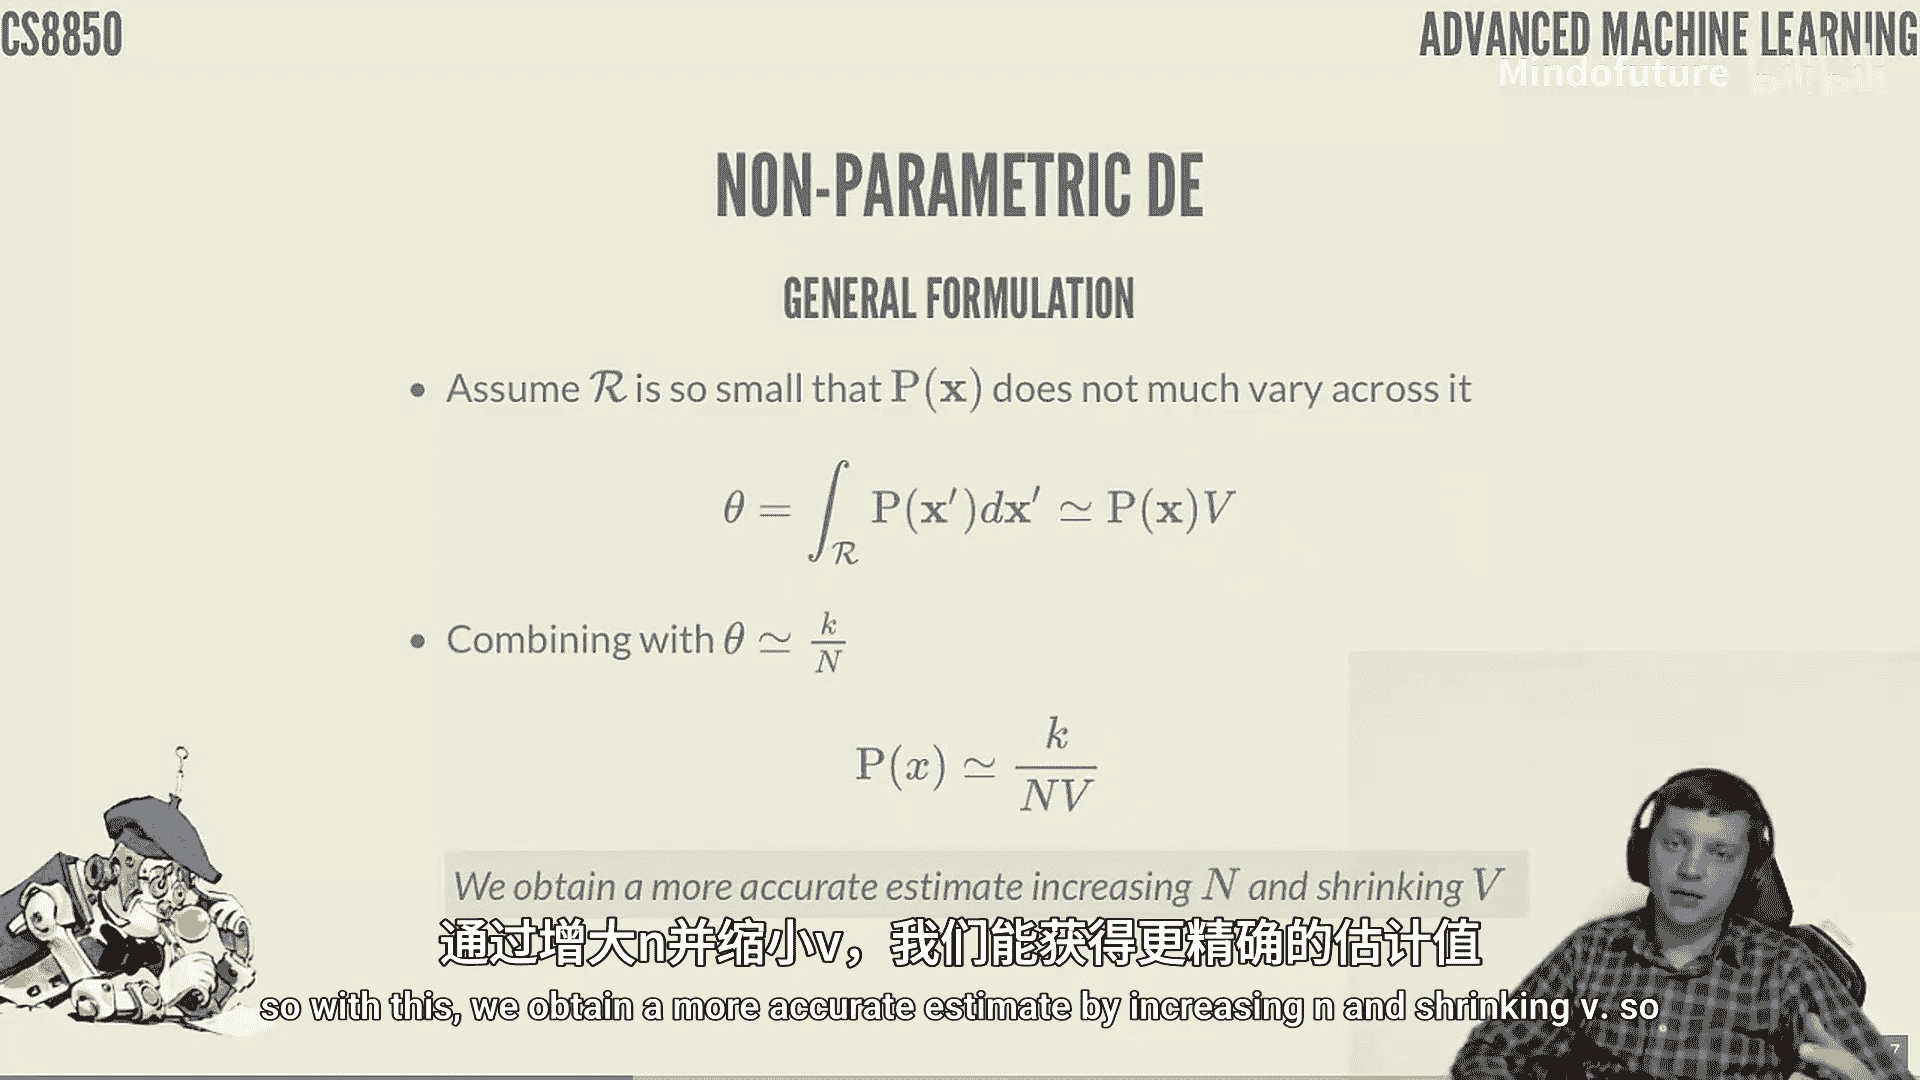 CS8850
ADVANCED MACHINE LEARNING
Mindofuture bilibili
NON-PARAMETRIC DE
GENERAL FORMULATION
• Assume ℛ is so small that P(𝐱) does not much vary across it
θ = ∫_ℛ P(𝐱′)d𝐱′ ≃ P(𝐱)V
• Combining with θ ≃ k/N
P(x) ≃ k/NV
We obtain a more accurate estimate increasing N and shrinking V
通过增大n并缩小v，我们能获得更精确的估计值
so with this, we obtain a more accurate estimate by increasing n and shrinking v. so
7